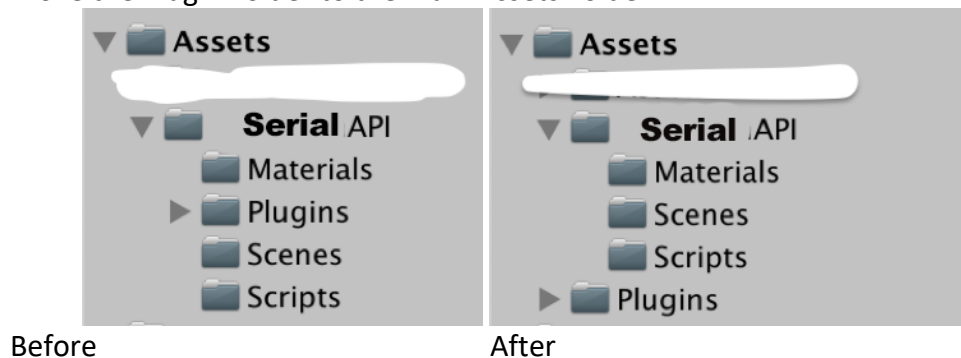 Assets
Serial API
Materials
Plugins
Scenes
Scripts
Before
Assets
Serial API
Materials
Scenes
Scripts
Plugins
After